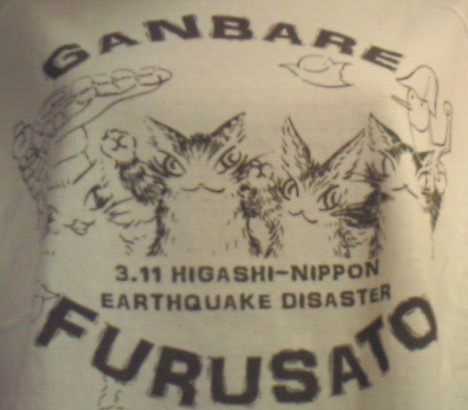 GANBARE
3.11 HIGASHI-NIPPON
EARTHQUAKE DISASTER
FURUSATO